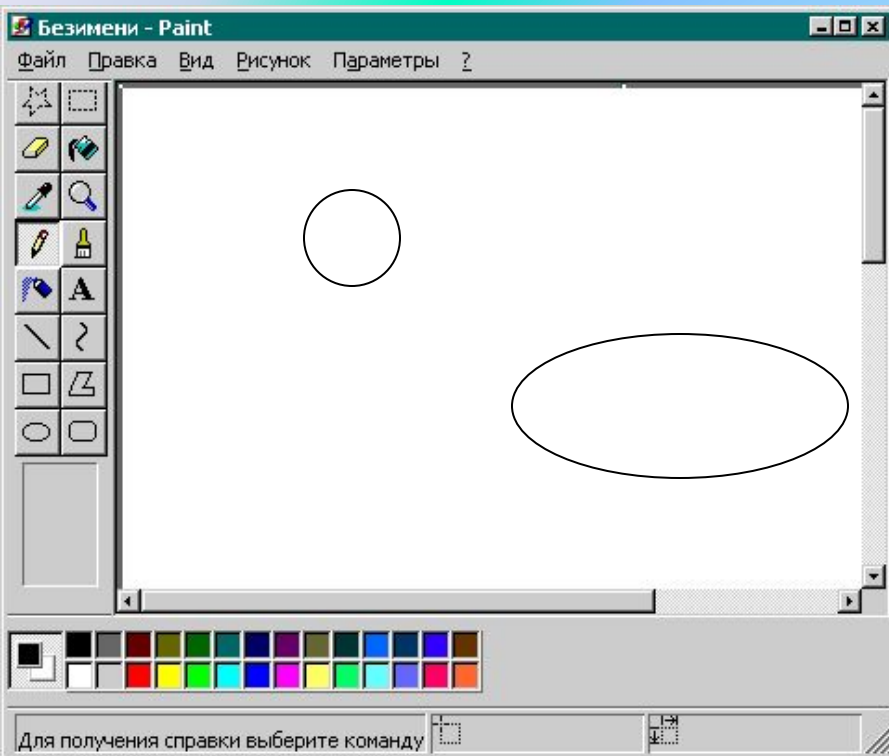 Безимени - Paint
Файл Правка Вид Рисунок Параметры ?
A
Для получения справки выберите команду